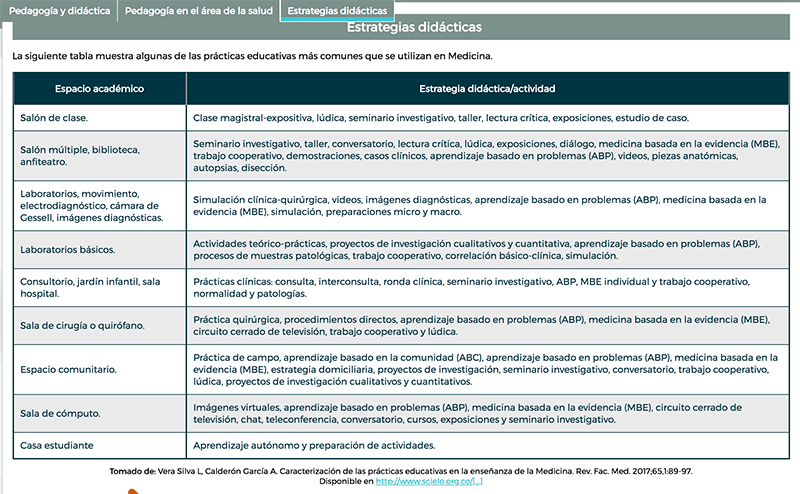 Pedagogía y didáctica
Pedagogía en el área de la salud
Estrategias didácticas
Estrategias didácticas
La siguiente tabla muestra algunas de las prácticas educativas más comunes que se utilizan en Medicina.
Espacio académico
Estrategia didáctica/actividad
Salón de clase.
Clase magistral-expositiva, lúdica, seminario investigativo, taller, lectura crítica, exposiciones, estudio de caso.
Salón múltiple, biblioteca,
anfiteatro.
Seminario investigativo, taller, conversatorio, lectura crítica, lúdica, exposiciones, diálogo, medicina basada en la evidencia (MBE),
trabajo cooperativo, demostraciones, casos clínicos, aprendizaje basado en problemas (ABP), videos, piezas anatómicas,
autopsias, disección.
Laboratorios, movimiento,
electrodiagnóstico, cámara de
Gessell, imágenes diagnósticas.
Simulación clínica-quirúrgica, videos, imágenes diagnósticas, aprendizaje basado en problemas (ABP), medicina basada en la
evidencia (MBE), simulación, preparaciones micro y macro.
Laboratorios básicos.
Actividades teórico-prácticas, proyectos de investigación cualitativos y cuantitativa, aprendizaje basado en problemas (ABP),
procesos de muestras patológicas, trabajo cooperativo, correlación básico-clínica, simulación.
Consultorio, jardín infantil, sala
hospital.
Prácticas clínicas: consulta, interconsulta, ronda clínica, seminario investigativo, ABP, MBE individual y trabajo cooperativo,
normalidad y patologías.
Sala de cirugía o quirófano.
Práctica quirúrgica, procedimientos directos, aprendizaje basado en problemas (ABP), medicina basada en la evidencia (MBE),
circuito cerrado de televisión, trabajo cooperativo y lúdica.
Espacio comunitario.
Práctica de campo, aprendizaje basado en la comunidad (ABC), aprendizaje basado en problemas (ABP), medicina basada en la
evidencia (MBE), estrategia domiciliaria, proyectos de investigación, seminario investigativo, conversatorio, trabajo cooperativo,
lúdica, proyectos de investigación cualitativos y cuantitativos.
Sala de cómputo.
Imágenes virtuales, aprendizaje basado en problemas (ABP), medicina basada en la evidencia (MBE), circuito cerrado de
televisión, chat, teleconferencia, conversatorio, cursos, exposiciones y seminario investigativo.
Casa estudiante
Aprendizaje autónomo y preparación de actividades.
Tomado de: Vera Silva L, Calderón García A. Caracterización de las prácticas educativas en la enseñanza de la Medicina. Rev. Fac. Med. 2017;65,1:89-97.
Disponible en http://www.scielo.org.co/[...]